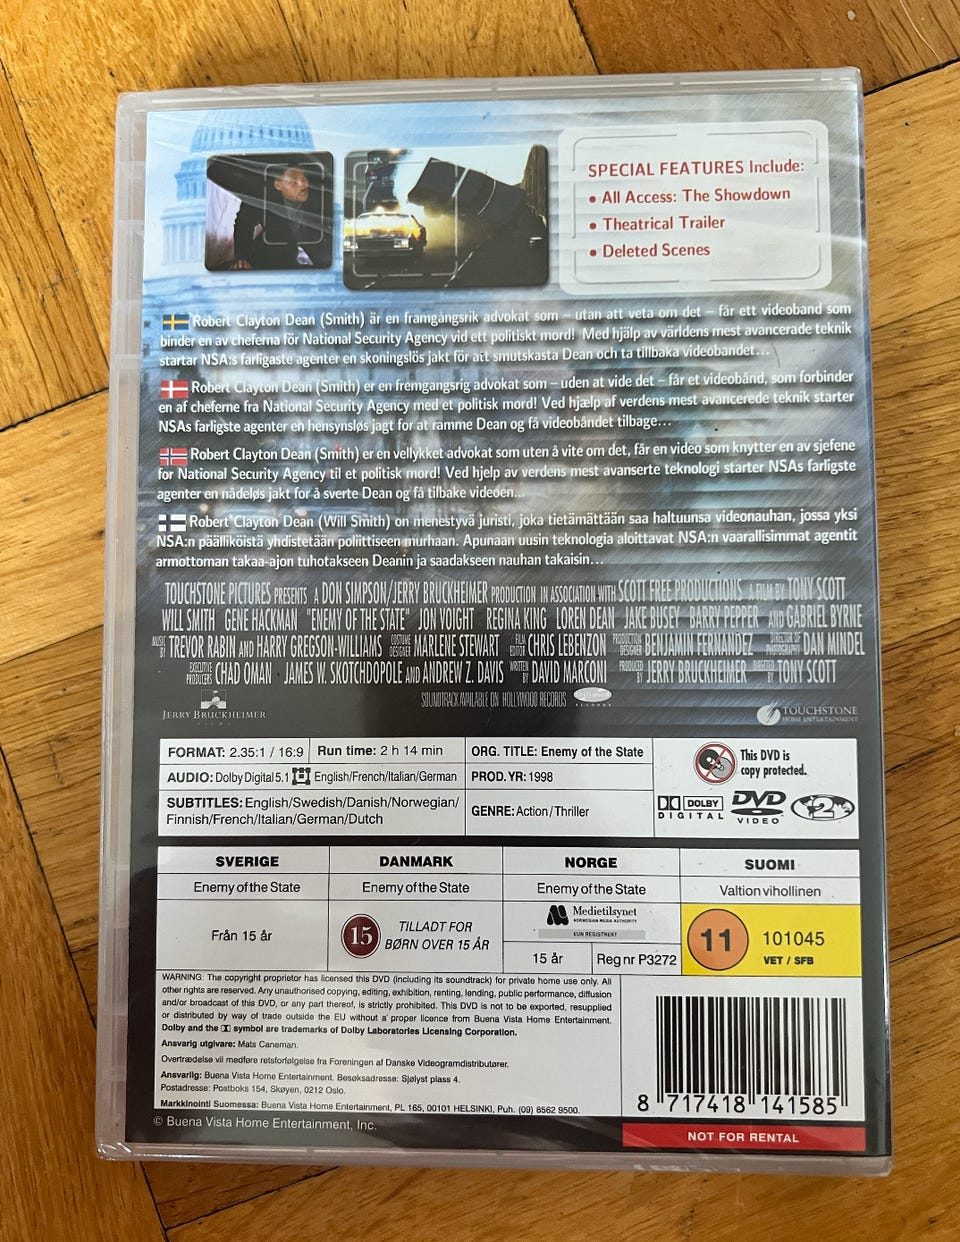 SPECIAL FEATURES Include:
• All Access: The Showdown
• Theatrical Trailer
• Deleted Scenes
Robert Clayton Dean (Smith) är en framgångsrik advokat som – utan att veta om det – får ett videoband som
binder en av cheferna för National Security Agency vid ett politiskt mord! Med hjälp av världens mest avancerade teknik
startar NSA:s farligaste agenter en skoningslös jakt för att smutskasta Dean och ta tillbaka videobandet...
Robert Clayton Dean (Smith) er en fremgangsrig advokat som – uden at vide det – får et videobånd, som forbinder
en af cheferne fra National Security Agency med et politisk mord! Ved hjælp af verdens mest avancerede teknik starter
NSAs farligste agenter en hensynsløs jagt for at ramme Dean og få videobåndet tilbage...
Robert Clayton Dean (Smith) er en vellykket advokat som uten å vite om det, får en video som knytter en av sjefene
for National Security Agency til et politisk mord! Ved hjelp av verdens mest avanserte teknologi starter NSAs farligste
agenter en nådeløs jakt for å sverte Dean og få tilbake videoen...
Robert Clayton Dean (Will Smith) on menestyvä juristi, joka tietämättään saa haltuunsa videonauhan, jossa yksi
NSA:n päälliköistä yhdistetään poliittiseen murhaan. Apunaan uusin teknologia aloittavat NSA:n vaarallisimmat agentit
armottoman takaa-ajon tuhotakseen Deanin ja saadakseen nauhan takaisin...
TOUCHSTONE PICTURES PRESENTS A DON SIMPSON/JERRY BRUCKHEIMER PRODUCTION IN ASSOCIATION WITH SCOTT FREE PRODUCTIONS A FILM BY TONY SCOTT
WILL SMITH GENE HACKMAN "ENEMY OF THE STATE" JON VOIGHT REGINA KING LOREN DEAN JAKE BUSEY BARRY PEPPER AND GABRIEL BYRNE
MUSIC BY TREVOR RABIN AND HARRY GREGSON-WILLIAMS COSTUME DESIGNER MARLENE STEWART FILM EDITOR CHRIS LEBENZON PRODUCTION DESIGNER BENJAMIN FERNANDEZ DIRECTOR OF PHOTOGRAPHY DAN MINDEL
EXECUTIVE PRODUCERS CHAD OMAN JAMES W. SKOTCHDOPOLE AND ANDREW Z. DAVIS WRITTEN BY DAVID MARCONI PRODUCED BY JERRY BRUCKHEIMER DIRECTED BY TONY SCOTT
SOUNDTRACK AVAILABLE ON HOLLYWOOD RECORDS
JERRY BRUCKHEIMER
FILMS
TOUCHSTONE
HOME ENTERTAINMENT
FORMAT: 2.35:1 / 16:9
Run time: 2 h 14 min
ORG. TITLE: Enemy of the State
AUDIO: Dolby Digital 5.1 English/French/Italian/German
PROD. YR: 1998
SUBTITLES: English/Swedish/Danish/Norwegian/
Finnish/French/Italian/German/Dutch
GENRE: Action / Thriller
This DVD is
copy protected.
DOLBY
DIGITAL
DVD
VIDEO
2
SVERIGE
DANMARK
NORGE
SUOMI
Enemy of the State
Enemy of the State
Enemy of the State
Valtion vihollinen
Från 15 år
15
TILLADT FOR
BØRN OVER 15 ÅR
Medietilsynet
NORWEGIAN MEDIA AUTHORITY
KUN REGISTRERT
15 år
Reg nr P3272
11
101045
VET / SFB
WARNING: The copyright proprietor has licensed this DVD (including its soundtrack) for private home use only. All
other rights are reserved. Any unauthorised copying, editing, exhibition, renting, lending, public performance, diffusion
and/or broadcast of this DVD, or any part thereof, is strictly prohibited. This DVD is not to be exported, resupplied
or distributed by way of trade outside the EU without a proper licence from Buena Vista Home Entertainment.
Dolby and the symbol are trademarks of Dolby Laboratories Licensing Corporation.
Ansvarig utgivare: Mats Caneman.
Overtrædelse vil medføre retsforfølgelse fra Foreningen af Danske Videogramdistributører.
Ansvarlig: Buena Vista Home Entertainment. Besøksadresse: Sjølyst plass 4.
Postadresse: Postboks 154, Skøyen, 0212 Oslo.
Markkinointi Suomessa: Buena Vista Home Entertainment, PL 165, 00101 HELSINKI, Puh. (09) 8562 9500.
8 717418 141585
NOT FOR RENTAL
© Buena Vista Home Entertainment, Inc.